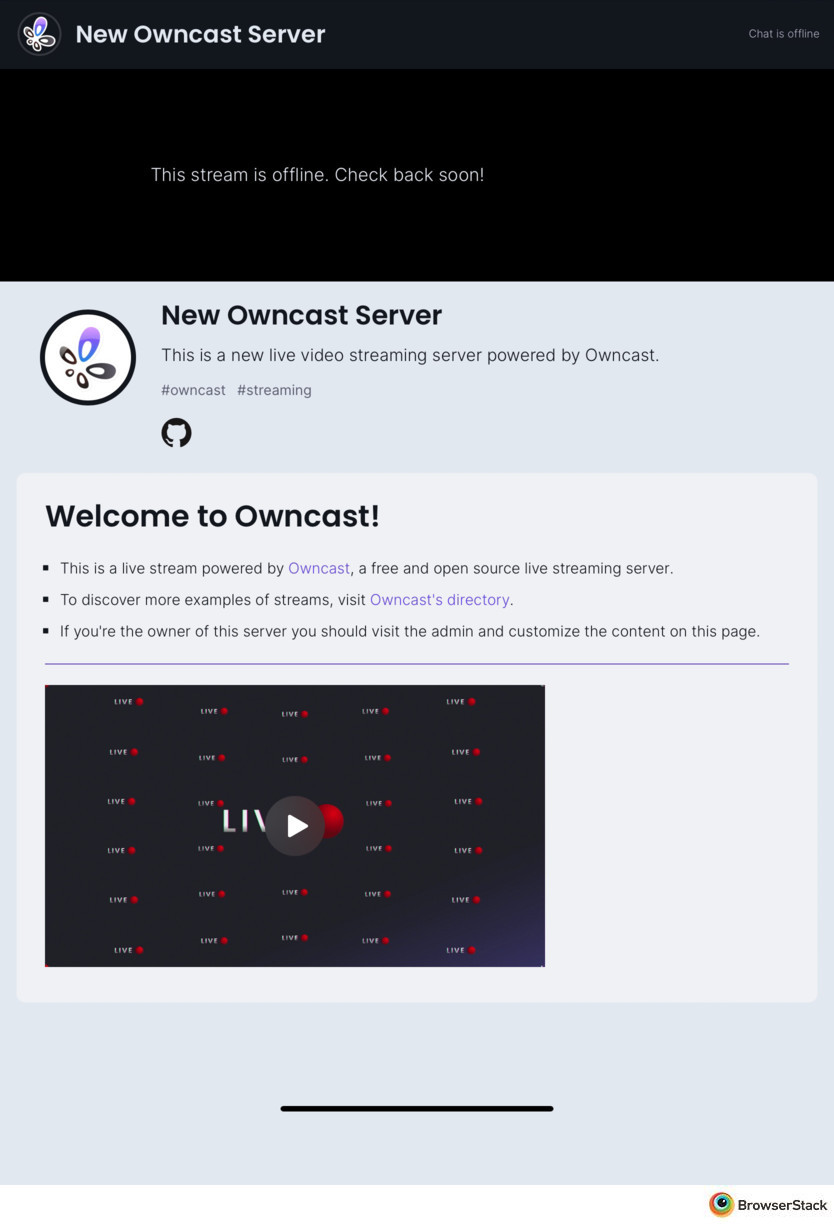 New Owncast Server
Chat is offline
This stream is offline. Check back soon!
New Owncast Server
This is a new live video streaming server powered by Owncast.
#owncast #streaming
Welcome to Owncast!
This is a live stream powered by Owncast, a free and open source live streaming server.
To discover more examples of streams, visit Owncast's directory.
If you're the owner of this server you should visit the admin and customize the content on this page.
LIVE LIVE LIVE LIVE LIVE
LIVE LIVE LIVE LIVE LIVE
LIVE LIVE LIVE LIVE
LIV
LIVE LIVE LIVE LIVE
LIVE LIVE LIVE LIVE LIVE
LIVE LIVE LIVE LIVE LIVE
BrowserStack